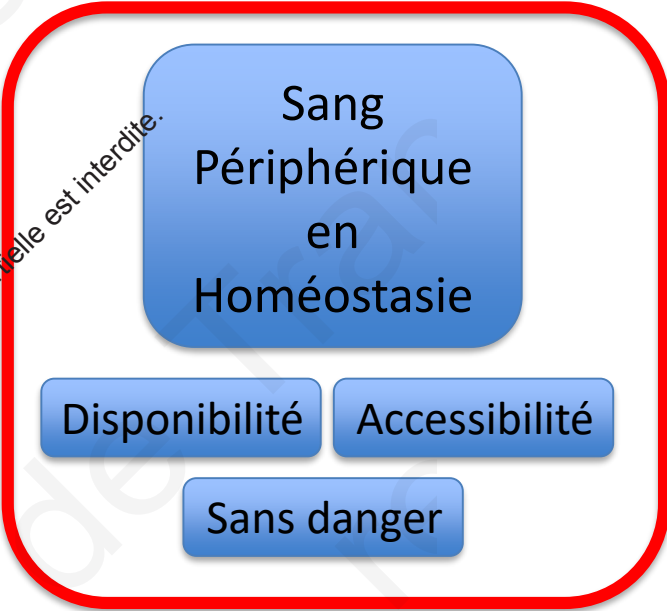 Sang
Périphérique
en
Homéostasie
tielle est interdite.
Disponibilité
Accessibilité
Sans danger